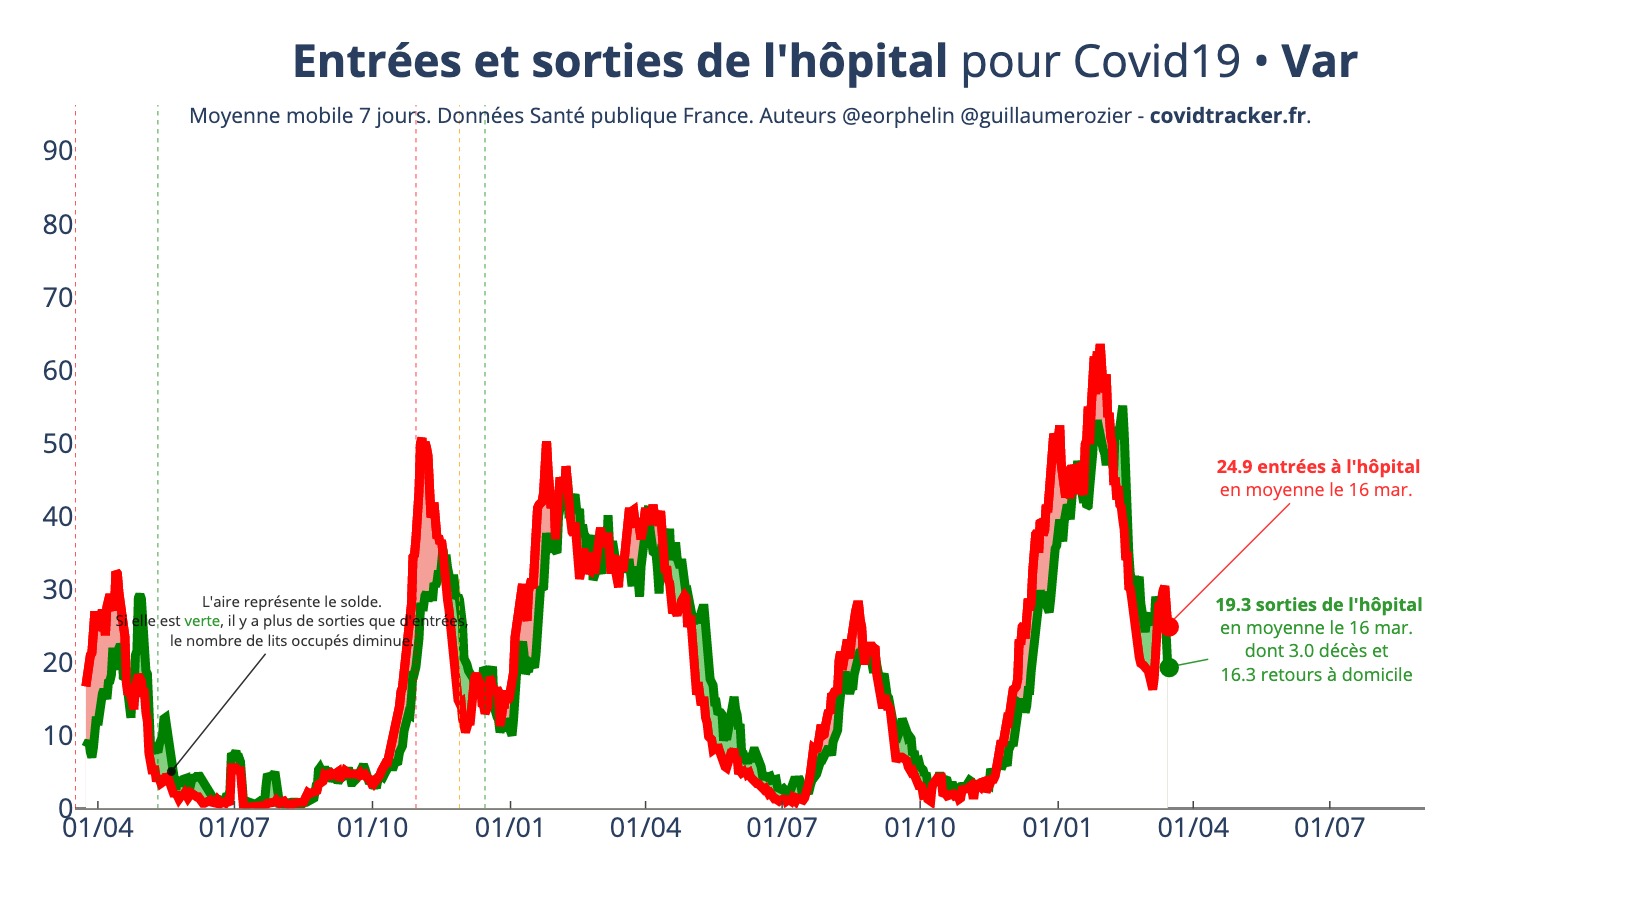 Entrées et sorties de l'hôpital pour Covid19 • Var
Moyenne mobile 7 jours. Données Santé publique France. Auteurs @eorphelin @guillaumerozier - covidtracker.fr.
90
80
70
60
50
40
30
20
10
0
L'aire représente le solde.
Si elle est verte, il y a plus de sorties que d'entrées,
le nombre de lits occupés diminue.
24.9 entrées à l'hôpital
en moyenne le 16 mar.
19.3 sorties de l'hôpital
en moyenne le 16 mar.
dont 3.0 décès et
16.3 retours à domicile
01/04 01/07 01/10 01/01 01/04 01/07 01/10 01/01 01/04 01/07